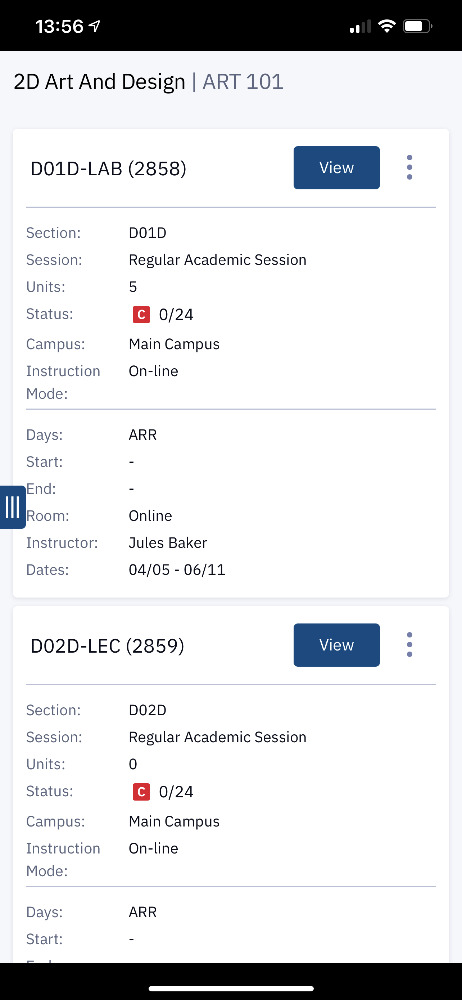 13:56
2D Art And Design | ART 101
D01D-LAB (2858)
View
Section: D01D
Session: Regular Academic Session
Units: 5
Status: C 0/24
Campus: Main Campus
Instruction On-line
Mode:
Days: ARR
Start: -
End: -
Room: Online
Instructor: Jules Baker
Dates: 04/05 - 06/11
D02D-LEC (2859)
View
Section: D02D
Session: Regular Academic Session
Units: 0
Status: C 0/24
Campus: Main Campus
Instruction On-line
Mode:
Days: ARR
Start: -